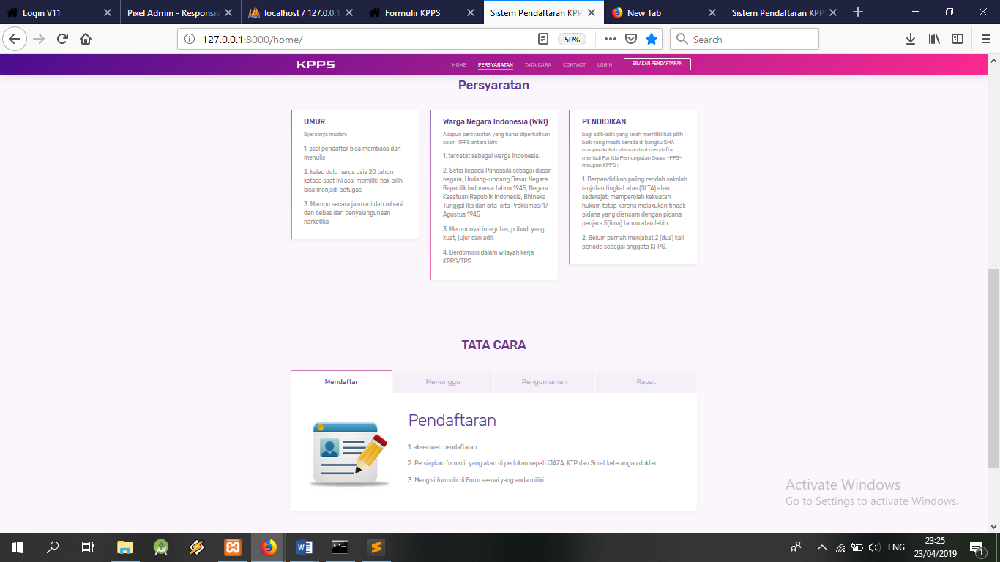 Login V11
Pixel Admin - Responsiv
localhost / 127.0.0.1
Formulir KPPS
Sistem Pendaftaran KPP
New Tab
Sistem Pendaftaran KPP
127.0.0.1:8000/home/
50%
Search
KPPS
HOME
PERSYARATAN
TATA CARA
CONTACT
LOGIN
SILAKAN PENDAFTARAN
Persyaratan
UMUR
Syaratnya mudah:
1. asal pendaftar bisa membaca dan
menulis
2. kalau dulu harus usia 20 tahun
ketasa saat ini asal memiliki hak pilih
bisa menjadi petugas
3. Mampu secara jasmani dan rohani
dan bebas dari penyalahgunaan
narkotika
Warga Negara Indonesia (WNI)
Adapun persyaratan yang harus diperhatikan
calon KPPS antara lain:
1. tercatat sebagai warga Indonesia.
2. Setia kepada Pancasila sebagai dasar
negara, Undang-undang Dasar Negara
Republik Indonesia tahun 1945, Negara
Kesatuan Republik Indonesia, Bhineka
Tunggal Ika dan cita-cita Proklamasi 17
Agustus 1945
3. Mempunyai integritas, pribadi yang
kuat, jujur dan adil.
4. Berdomisili dalam wilayah kerja
KPPS/TPS.
PENDIDIKAN
bagi adik-adik yang telah memiliki hak pilih
baik yang masih berada di bangku SMA
maupun kuliah silahkan ikut mendaftar
menjadi Panitia Pemungutan Suara -PPS-
maupun KPPS :
1. Berpendidikan paling rendah sekolah
lanjutan tingkat atas (SLTA) atau
sederajat; memperoleh kekuatan
hukum tetap karena melakukan tindak
pidana yang diancam dengan pidana
penjara 5(lima) tahun atau lebih.
2. Belum pernah menjabat 2 (dua) kali
periode sebagai anggota KPPS.
TATA CARA
Mendaftar
Menunggu
Pengumuman
Rapat
Pendaftaran
1. akses web pendaftaran
2. Persiapkan formulir yang akan di perlukan sepeti IJAZA, KTP dan Surat keterangan dokter.
3. Mengisi formulir di Form sesuai yang anda miliki.
Activate Windows
Go to Settings to activate Windows.
ENG
23:25
23/04/2019
1